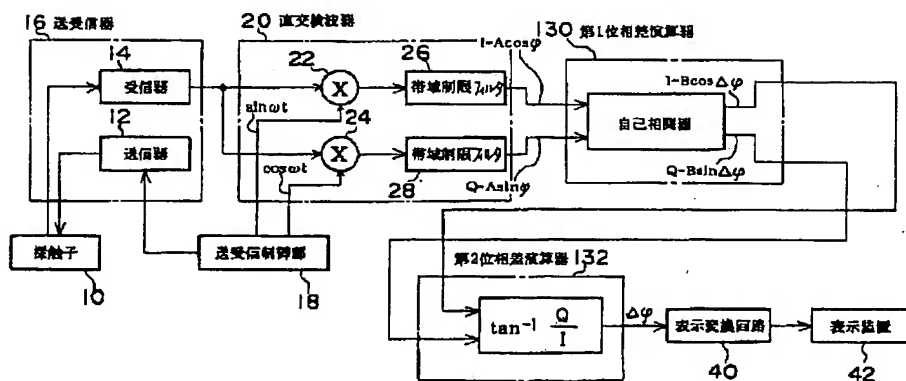 16 送受信器
14
受信器
12
送信器
探触子
10
送受信制御部
18
20 直交検波器
22
X
sinωt
24
X
cosωt
26
帯域制限フィルタ
帯域制限フィルタ
28
I=Acosφ
Q=Asinφ
130 第1位相差演算器
自己相関器
I=BcosΔφ
Q=BsinΔφ
第2位相差演算器 132
tan⁻¹ Q/I
Δφ
表示変換回路
40
表示装置
42